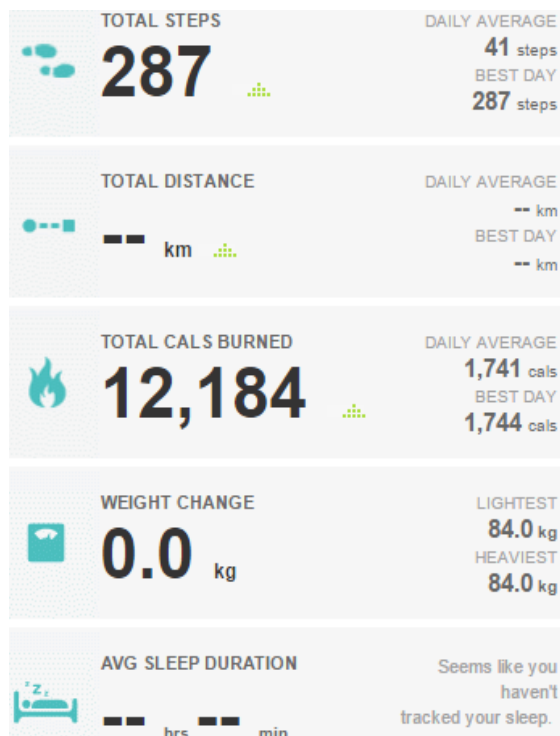 TOTAL STEPS
287
DAILY AVERAGE
41 steps
BEST DAY
287 steps
TOTAL DISTANCE
-- km
DAILY AVERAGE
-- km
BEST DAY
-- km
TOTAL CALS BURNED
12,184
DAILY AVERAGE
1,741 cals
BEST DAY
1,744 cals
WEIGHT CHANGE
0.0 kg
LIGHTEST
84.0 kg
HEAVIEST
84.0 kg
zzz
AVG SLEEP DURATION
-- hrs -- min
Seems like you
haven't
tracked your sleep.